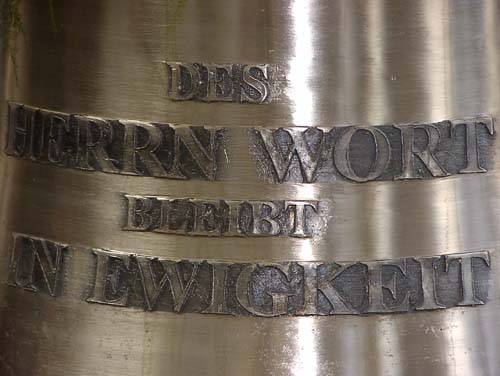 DES
HERRN WORT
BLEIBT
IN EWIGKEIT